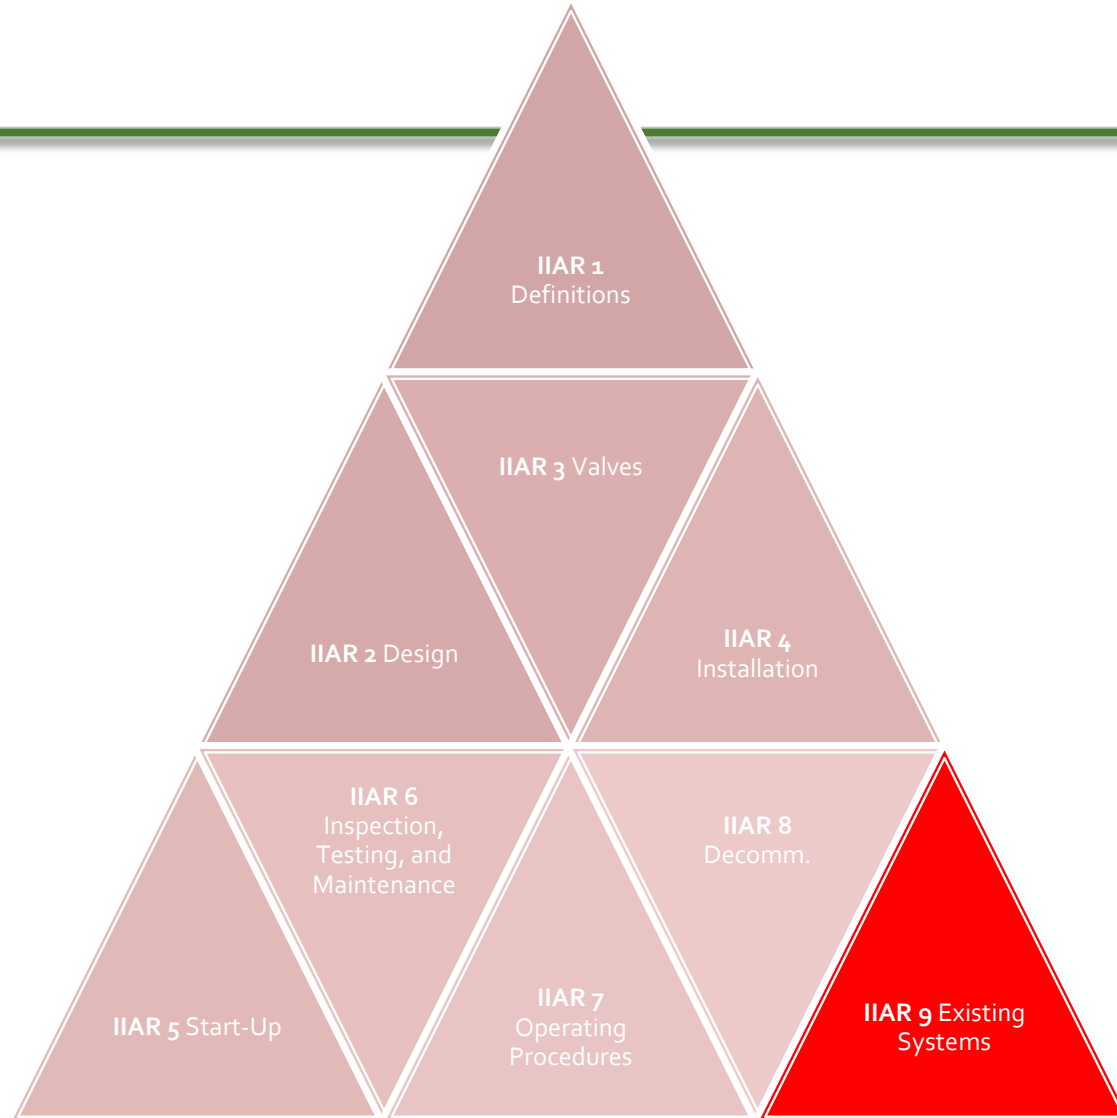 IIAR 1
Definitions
IIAR 3 Valves
IIAR 2 Design
IIAR 4
Installation
IIAR 6
Inspection,
Testing, and
Maintenance
IIAR 8
Decomm.
IIAR 5 Start-Up
IIAR 7
Operating
Procedures
IIAR 9 Existing
Systems